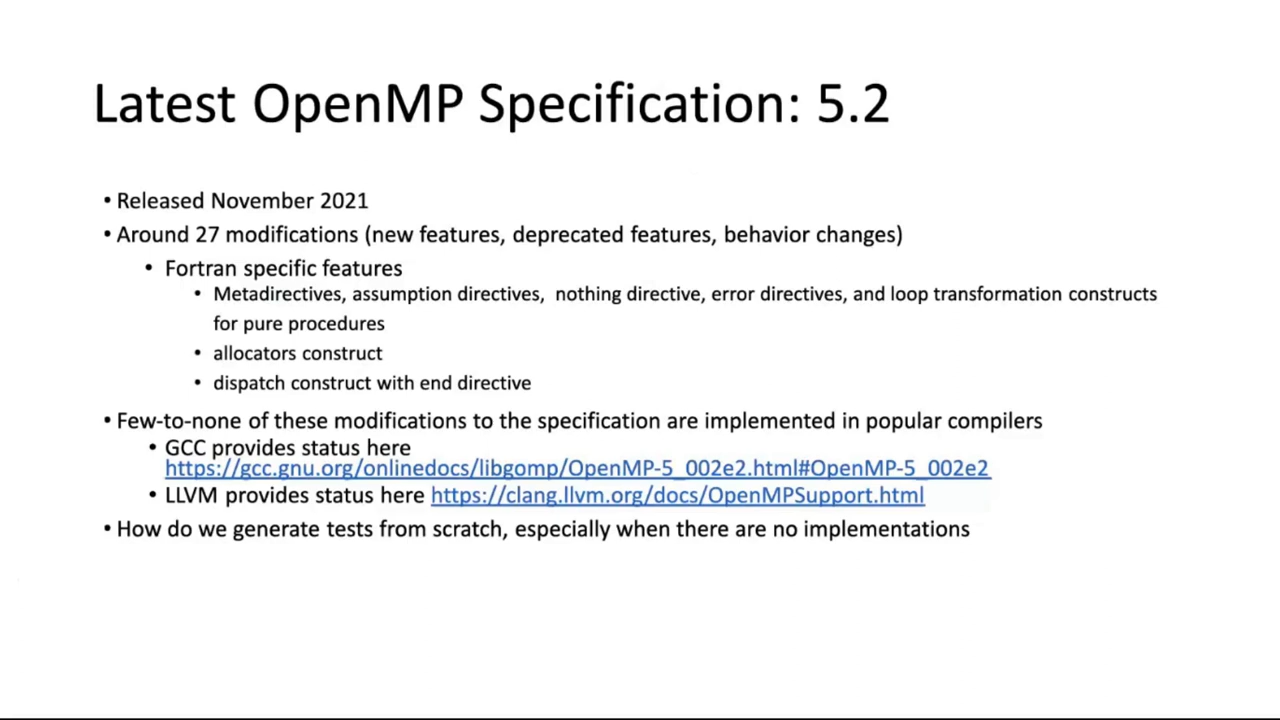 Latest OpenMP Specification: 5.2
• Released November 2021
• Around 27 modifications (new features, deprecated features, behavior changes)
• Fortran specific features
• Metadirectives, assumption directives, nothing directive, error directives, and loop transformation constructs
for pure procedures
• allocators construct
• dispatch construct with end directive
• Few-to-none of these modifications to the specification are implemented in popular compilers
• GCC provides status here
https://gcc.gnu.org/onlinedocs/libgomp/OpenMP-5_002e2.html#OpenMP-5_002e2
• LLVM provides status here https://clang.llvm.org/docs/OpenMPSupport.html
• How do we generate tests from scratch, especially when there are no implementations